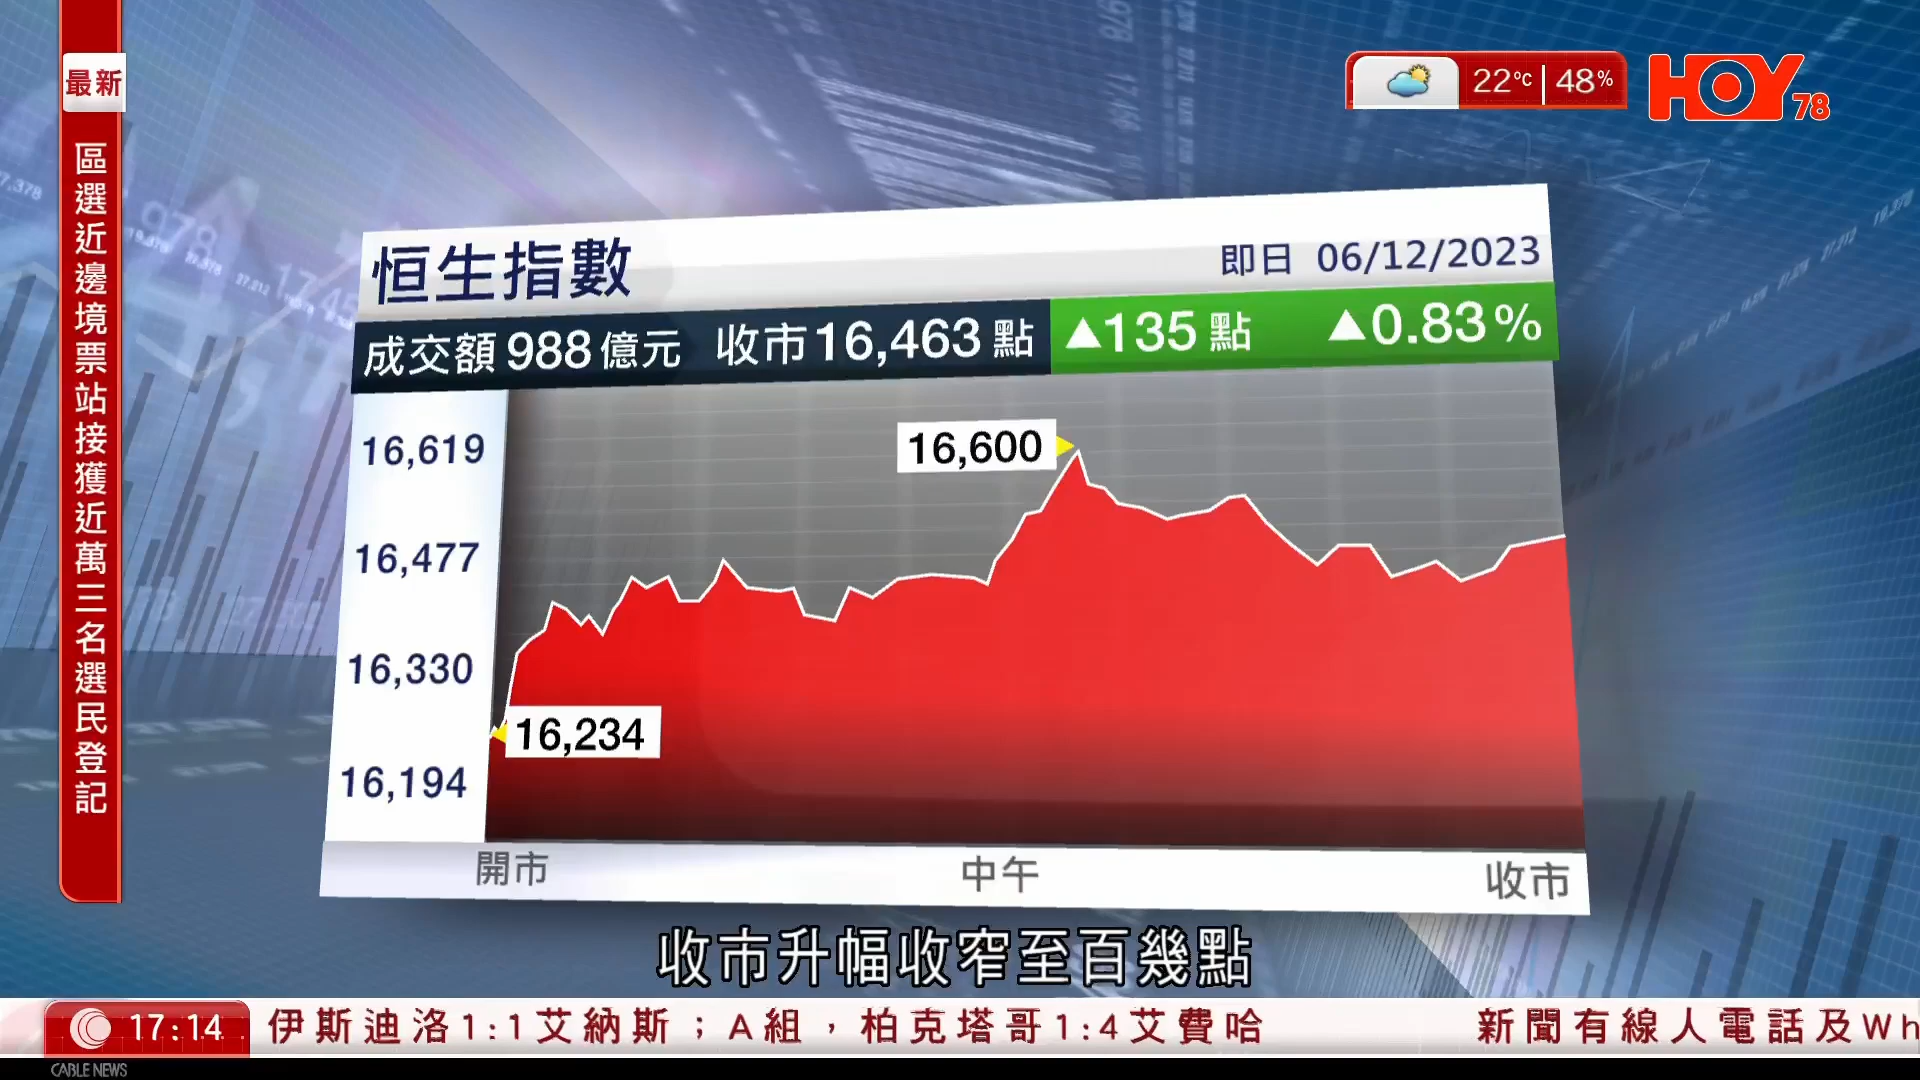 最新
區選近邊境票站接獲近萬三名選民登記
22°C 48%
HOY78
恒生指數
即日 06/12/2023
成交額 988 億元 收市 16,463 點 ▲135 點 ▲0.83%
16,619
16,600
16,477
16,330
16,234
16,194
開市 中午 收市
收市升幅收窄至百幾點
17:14 伊斯迪洛1:1艾納斯；A組，柏克塔哥1:4艾費哈 新聞有線人電話及Wh
CABLE NEWS